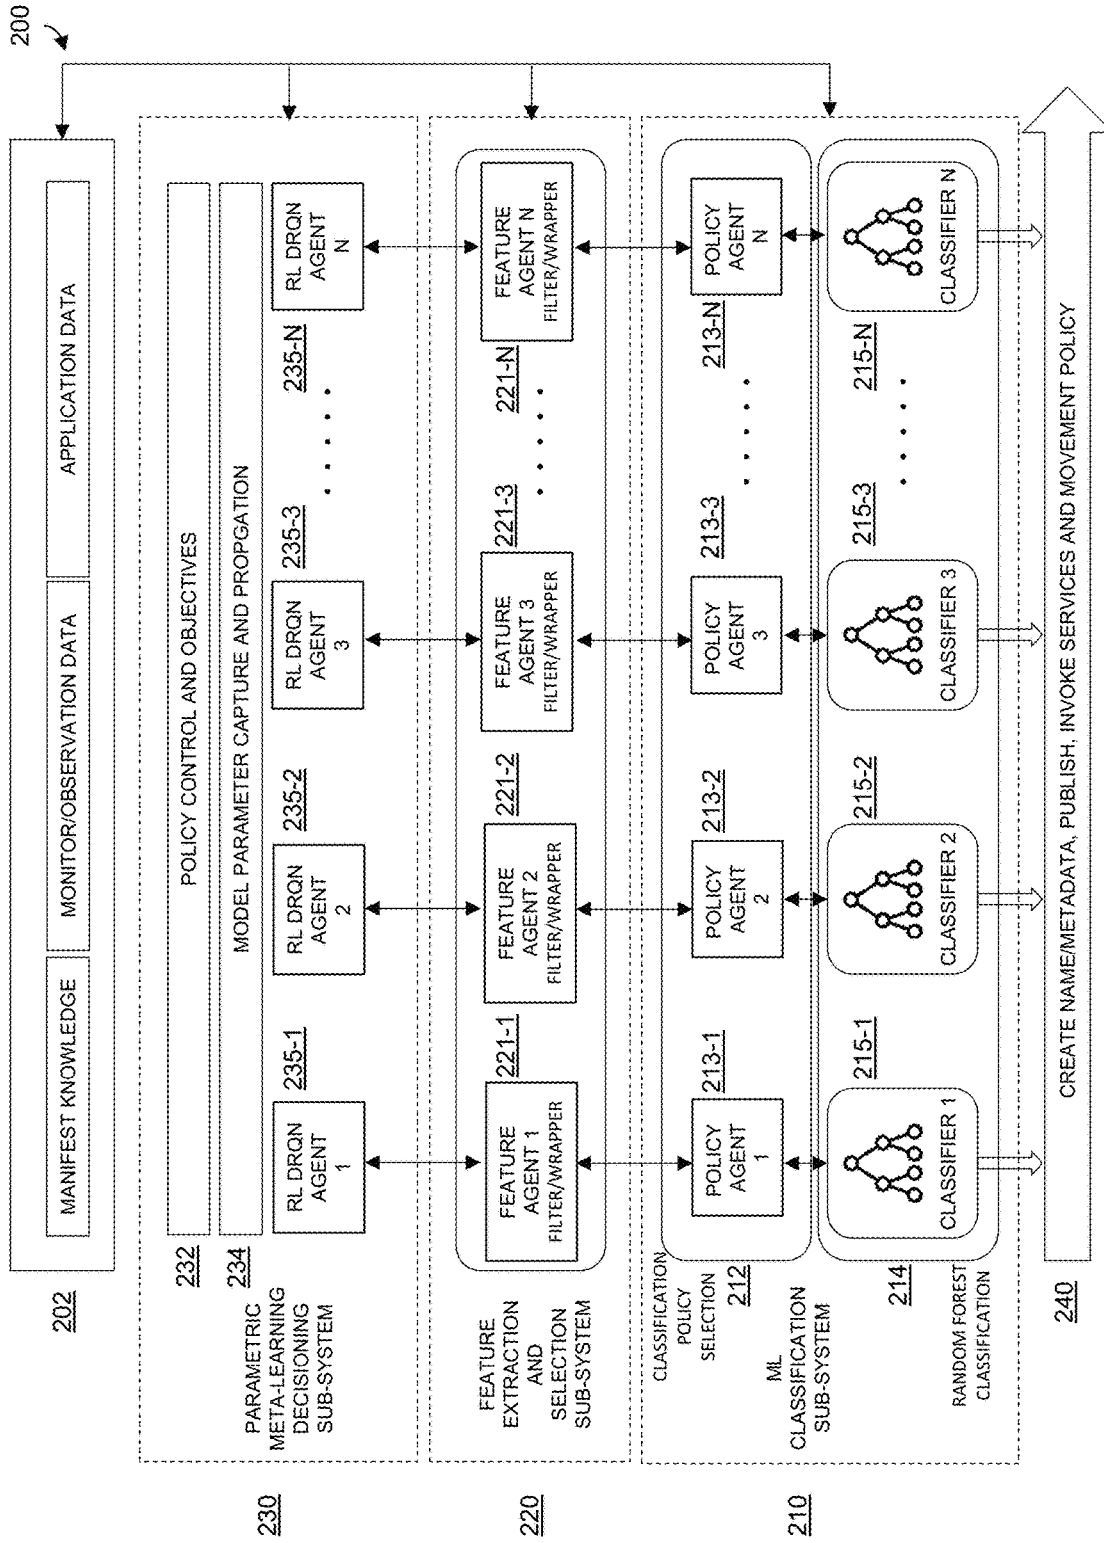 200
202
MANIFEST KNOWLEDGE
MONITOR/OBSERVATION DATA
APPLICATION DATA
230
PARAMETRIC
META-LEARNING
DECISIONING
SUB-SYSTEM
232
POLICY CONTROL AND OBJECTIVES
234
MODEL PARAMETER CAPTURE AND PROPGATION
RL DRQN
AGENT
1
235-1
RL DRQN
AGENT
2
235-2
RL DRQN
AGENT
3
235-3
RL DRQN
AGENT
N
235-N
220
FEATURE
EXTRACTION
AND
SELECTION
SUB-SYSTEM
FEATURE
AGENT 1
FILTER/WRAPPER
221-1
FEATURE
AGENT 2
FILTER/WRAPPER
221-2
FEATURE
AGENT 3
FILTER/WRAPPER
221-3
FEATURE
AGENT N
FILTER/WRAPPER
221-N
210
ML
CLASSIFICATION
SUB-SYSTEM
CLASSIFICATION
POLICY
SELECTION
212
POLICY
AGENT
1
213-1
POLICY
AGENT
2
213-2
POLICY
AGENT
3
213-3
POLICY
AGENT
N
213-N
214
RANDOM FOREST
CLASSIFICATION
CLASSIFIER 1
215-1
CLASSIFIER 2
215-2
CLASSIFIER 3
215-3
CLASSIFIER N
215-N
240
CREATE NAME/METADATA, PUBLISH, INVOKE SERVICES AND MOVEMENT POLICY